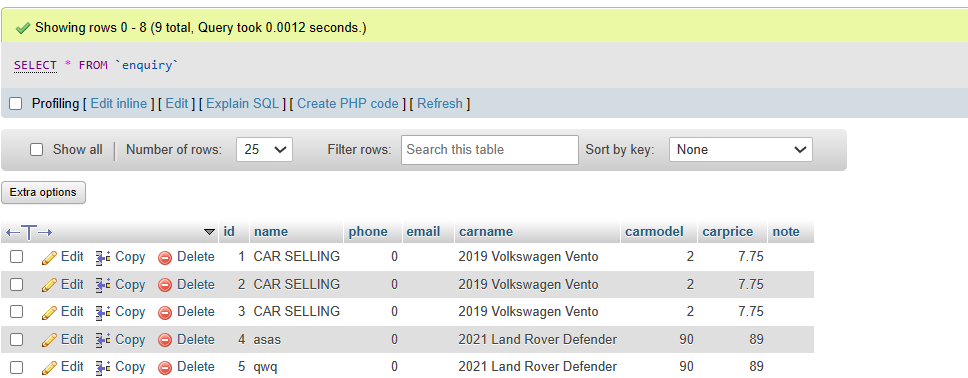 Showing rows 0 - 8 (9 total, Query took 0.0012 seconds.)
SELECT * FROM `enquiry`
Profiling [ Edit inline ] [ Edit ] [ Explain SQL ] [ Create PHP code ] [ Refresh ]
Show all Number of rows: 25 Filter rows: Search this table Sort by key: None
Extra options
←T→ id name phone email carname carmodel carprice note
Edit Copy Delete 1 CAR SELLING 0 2019 Volkswagen Vento 2 7.75
Edit Copy Delete 2 CAR SELLING 0 2019 Volkswagen Vento 2 7.75
Edit Copy Delete 3 CAR SELLING 0 2019 Volkswagen Vento 2 7.75
Edit Copy Delete 4 asas 0 2021 Land Rover Defender 90 89
Edit Copy Delete 5 qwq 0 2021 Land Rover Defender 90 89